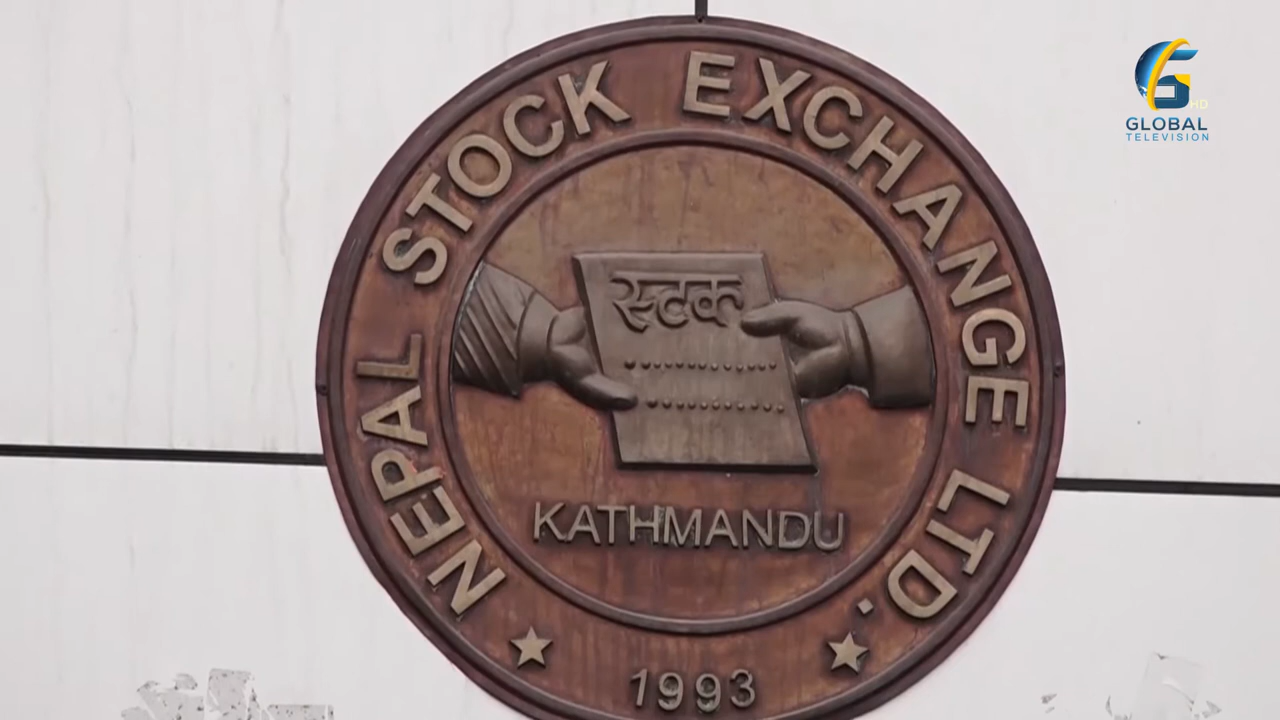 NEPAL STOCK EXCHANGE LTD.
स्टक
KATHMANDU
1993
G HD
GLOBAL
TELEVISION